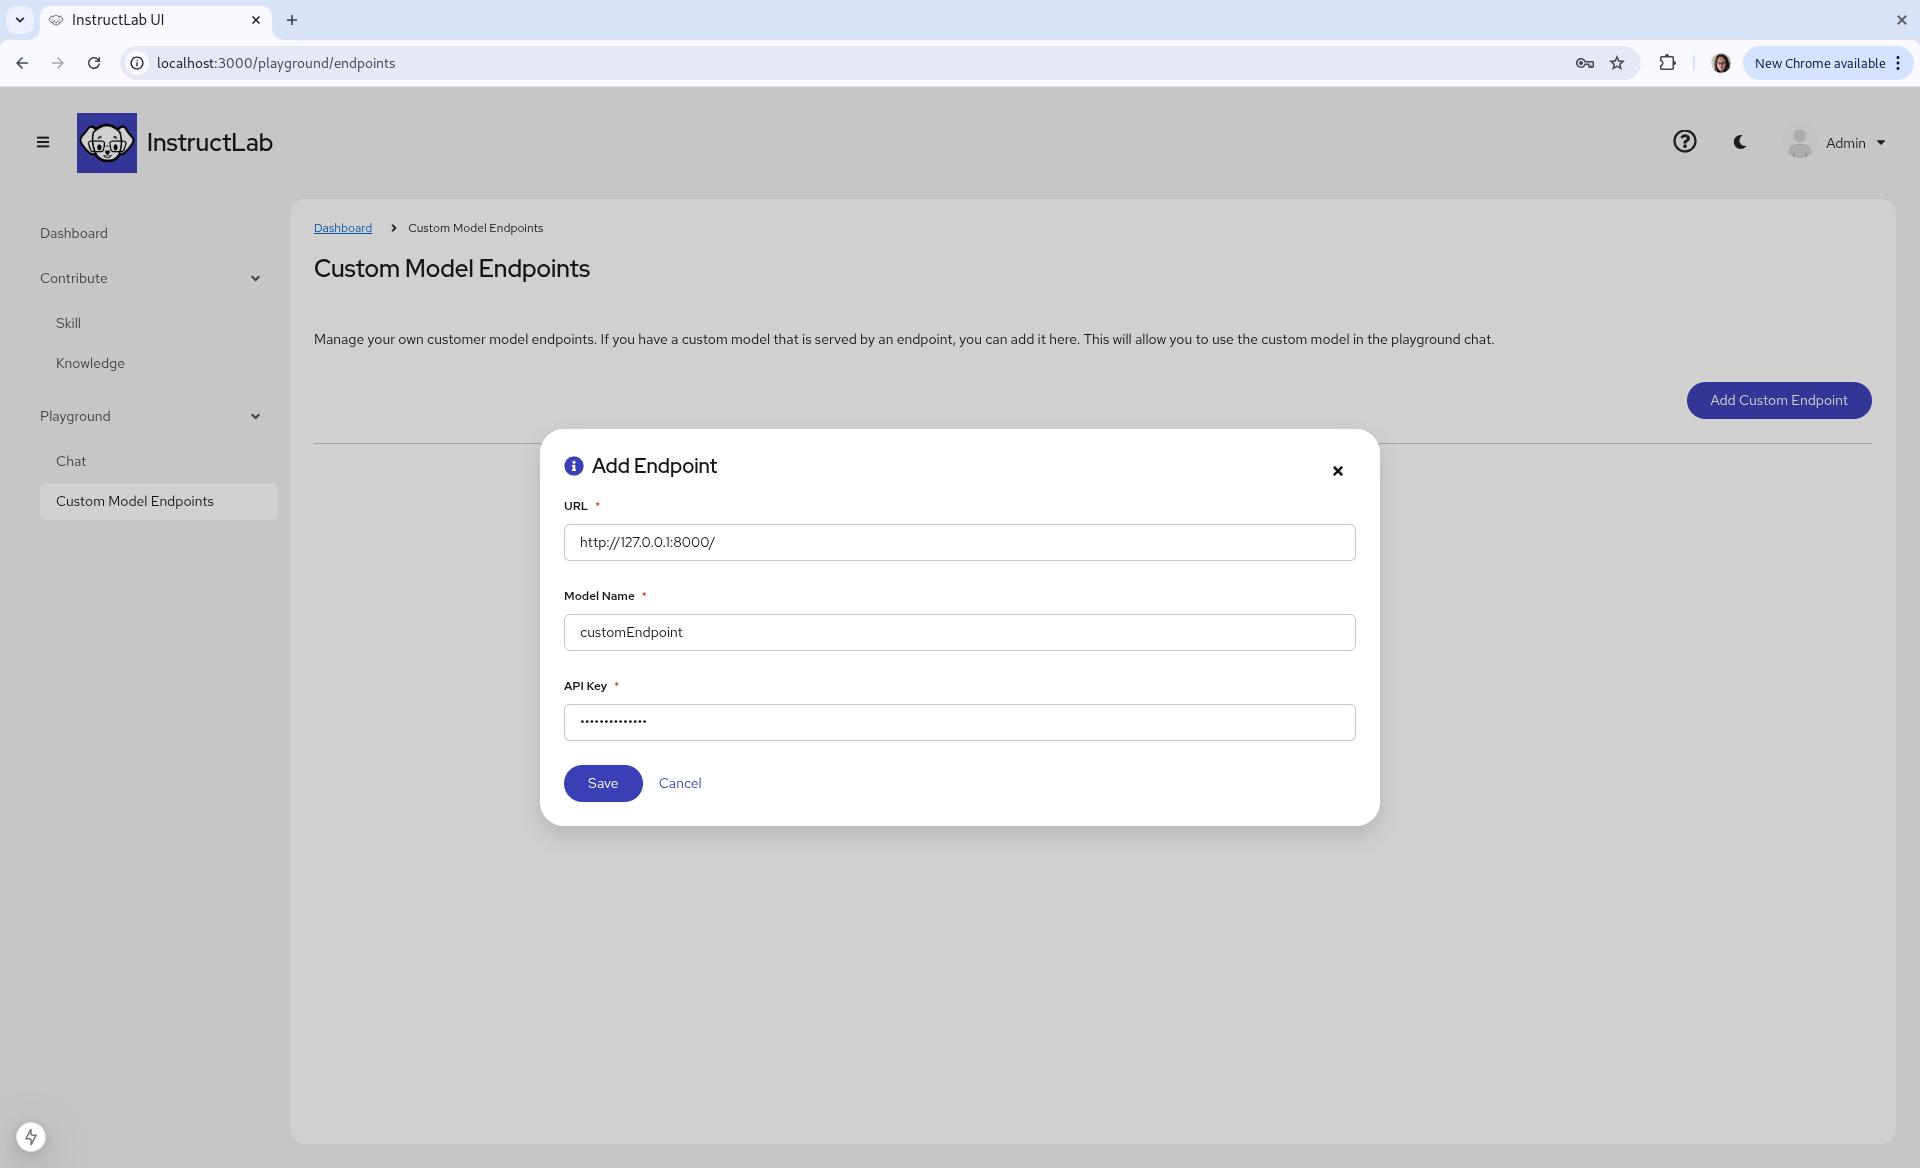 InstructLab UI
localhost:3000/playground/endpoints
New Chrome available
InstructLab
Admin
Dashboard
Contribute
Skill
Knowledge
Playground
Chat
Custom Model Endpoints
Dashboard > Custom Model Endpoints
Custom Model Endpoints
Manage your own customer model endpoints. If you have a custom model that is served by an endpoint, you can add it here. This will allow you to use the custom model in the playground chat.
Add Custom Endpoint
Add Endpoint
URL *
http://127.0.0.1:8000/
Model Name *
customEndpoint
API Key *
••••••••••••••
Save Cancel